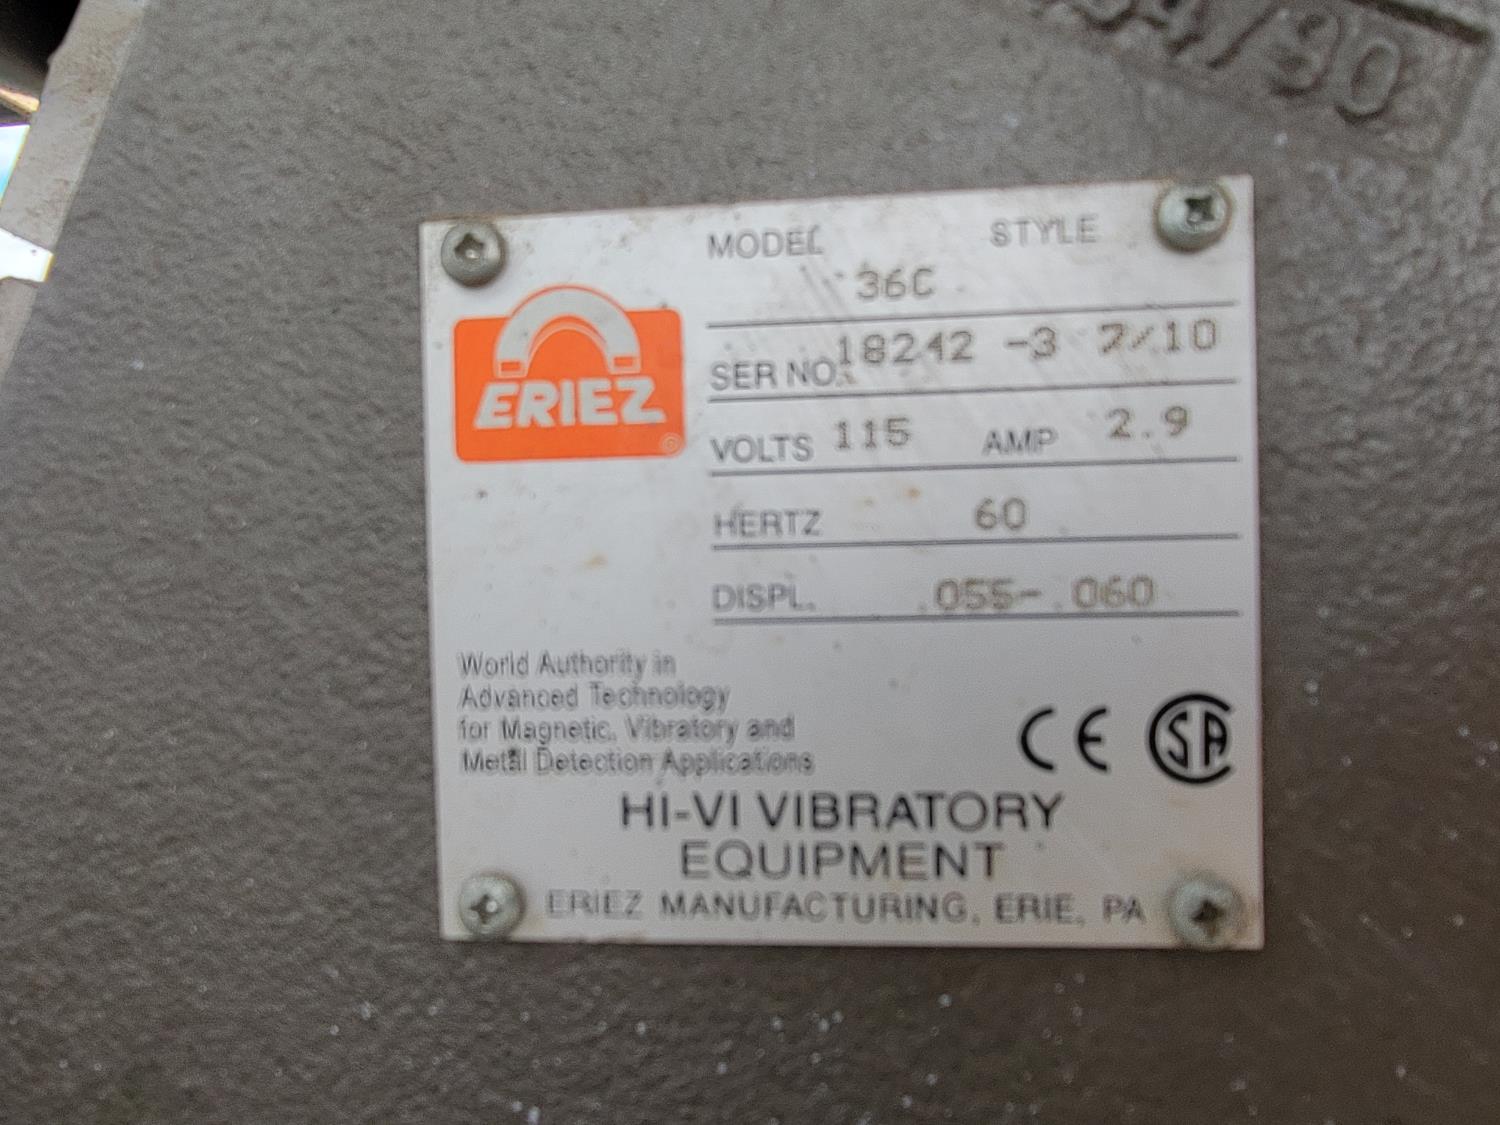 /90
MODEL STYLE
36C
SER NO. 18242 -3 7/10
VOLTS 115 AMP 2.9
HERTZ 60
DISPL. .055-.060
ERIEZ
®
World Authority in
Advanced Technology
for Magnetic, Vibratory and
Metal Detection Applications
CE SA
HI-VI VIBRATORY
EQUIPMENT
ERIEZ MANUFACTURING, ERIE, PA